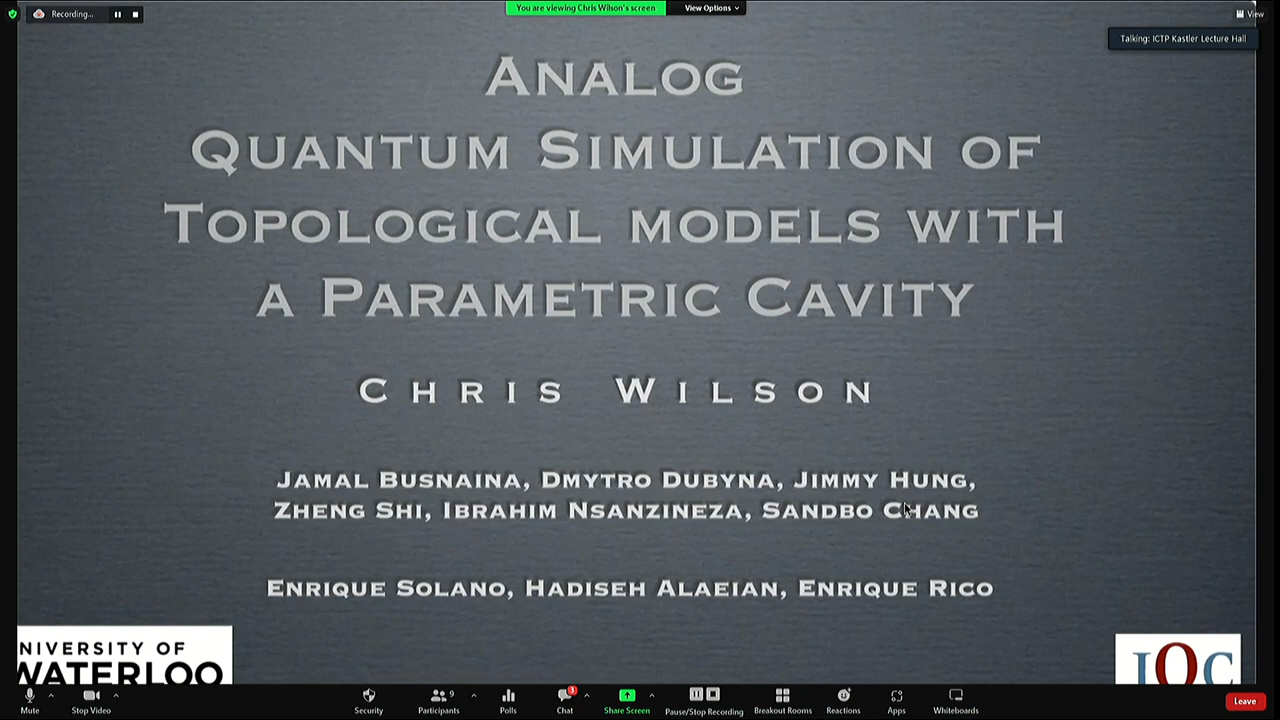 Recording...
You are viewing Chris Wilson's screen
View Options
View
Talking: ICTP Kastler Lecture Hall
ANALOG
QUANTUM SIMULATION OF
TOPOLOGICAL MODELS WITH
A PARAMETRIC CAVITY
CHRIS WILSON
JAMAL BUSNAINA, DMYTRO DUBYNA, JIMMY HUNG,
ZHENG SHI, IBRAHIM NSANZINEZA, SANDBO CHANG
ENRIQUE SOLANO, HADISEH ALAEIAN, ENRIQUE RICO
NIVERSITY OF
WATERLOO
IQC
9
3
Mute
Stop Video
Security
Participants
Polls
Chat
Share Screen
Pause/Stop Recording
Breakout Rooms
Reactions
Apps
Whiteboards
Leave